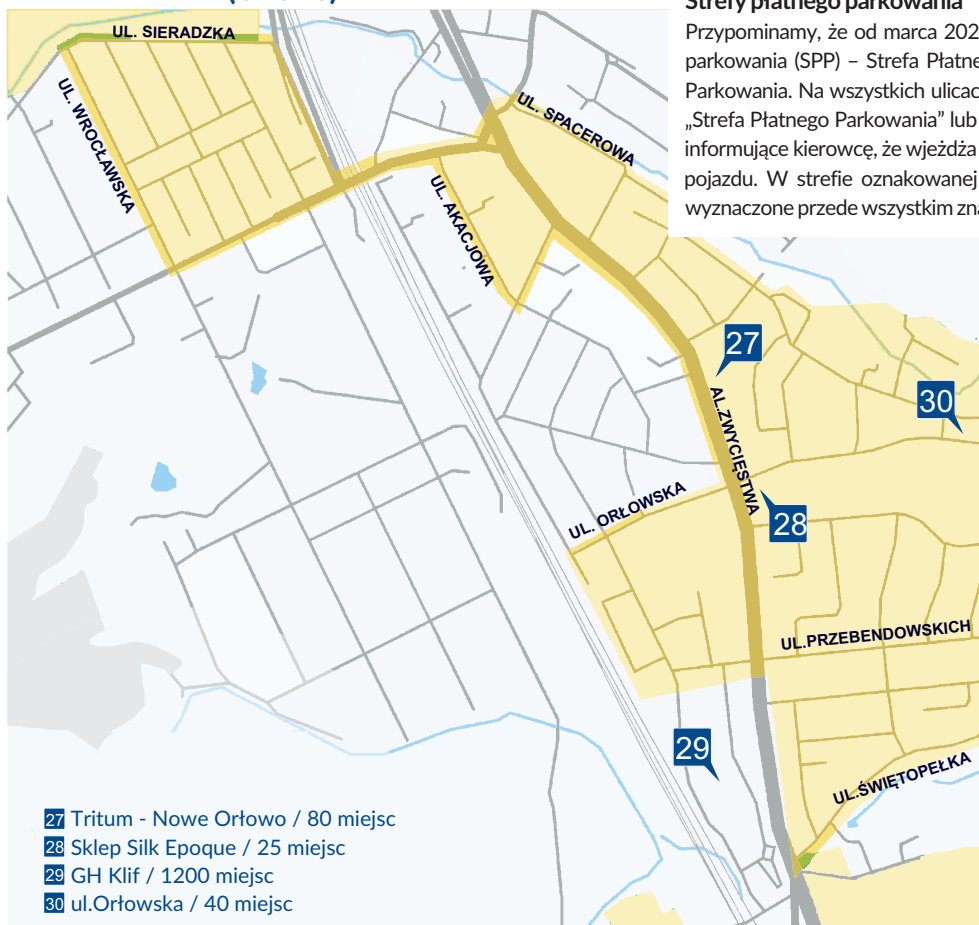 Strefy płatnego parkowania
Przypominamy, że od marca 202
parkowania (SPP) – Strefa Płatne
Parkowania. Na wszystkich ulicac
„Strefa Płatnego Parkowania” lub
informujące kierowcę, że wjeżdża
pojazdu. W strefie oznakowanej
wyznaczone przede wszystkim zna
UL. SIERADZKA
UL. WROCŁAWSKA
UL. SPACEROWA
UL. AKACJOWA
27
AL.ZWYCIĘSTWA
30
UL. ORŁOWSKA
28
UL.PRZEBENDOWSKICH
29
UL.ŚWIĘTOPEŁKA
27 Tritum - Nowe Orłowo / 80 miejsc
28 Sklep Silk Epoque / 25 miejsc
29 GH Klif / 1200 miejsc
30 ul.Orłowska / 40 miejsc